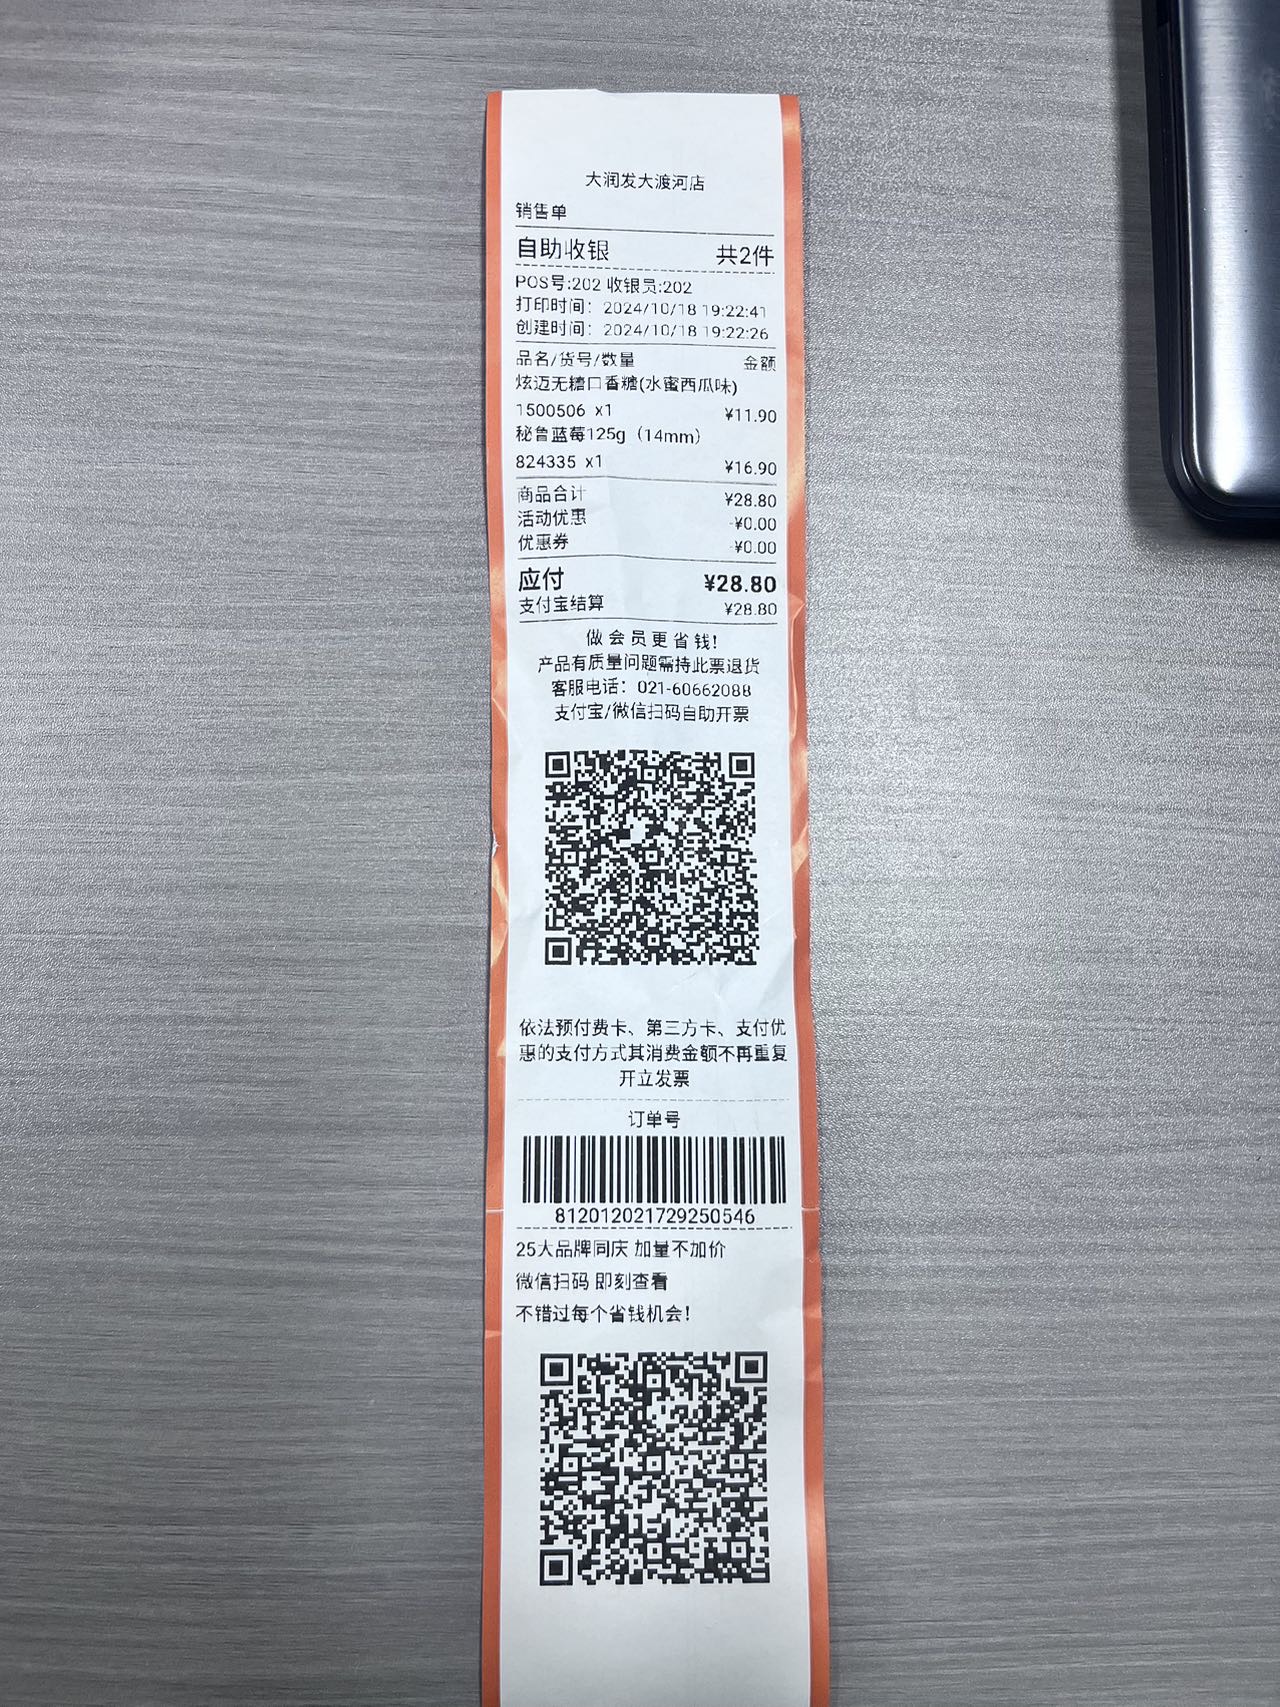 大润发大渡河店
销售单
自助收银 共2件
POS号:202 收银员:202
打印时间： 2024/10/18 19:22:41
创建时间： 2024/10/18 19:22:26
品名/货号/数量 金额
炫迈无糖口香糖(水蜜西瓜味)
1500506 x1 ¥11.90
秘鲁蓝莓125g（14mm）
824335 x1 ¥16.90
商品合计 ¥28.80
活动优惠 -¥0.00
优惠券 -¥0.00
应付 ¥28.80
支付宝结算 ¥28.80
做会员更省钱!
产品有质量问题需持此票退货
客服电话： 021-60662088
支付宝/微信扫码自助开票
依法预付费卡、第三方卡、支付优
惠的支付方式其消费金额不再重复
开立发票
订单号
812012021729250546
25大品牌同庆 加量不加价
微信扫码 即刻查看
不错过每个省钱机会!